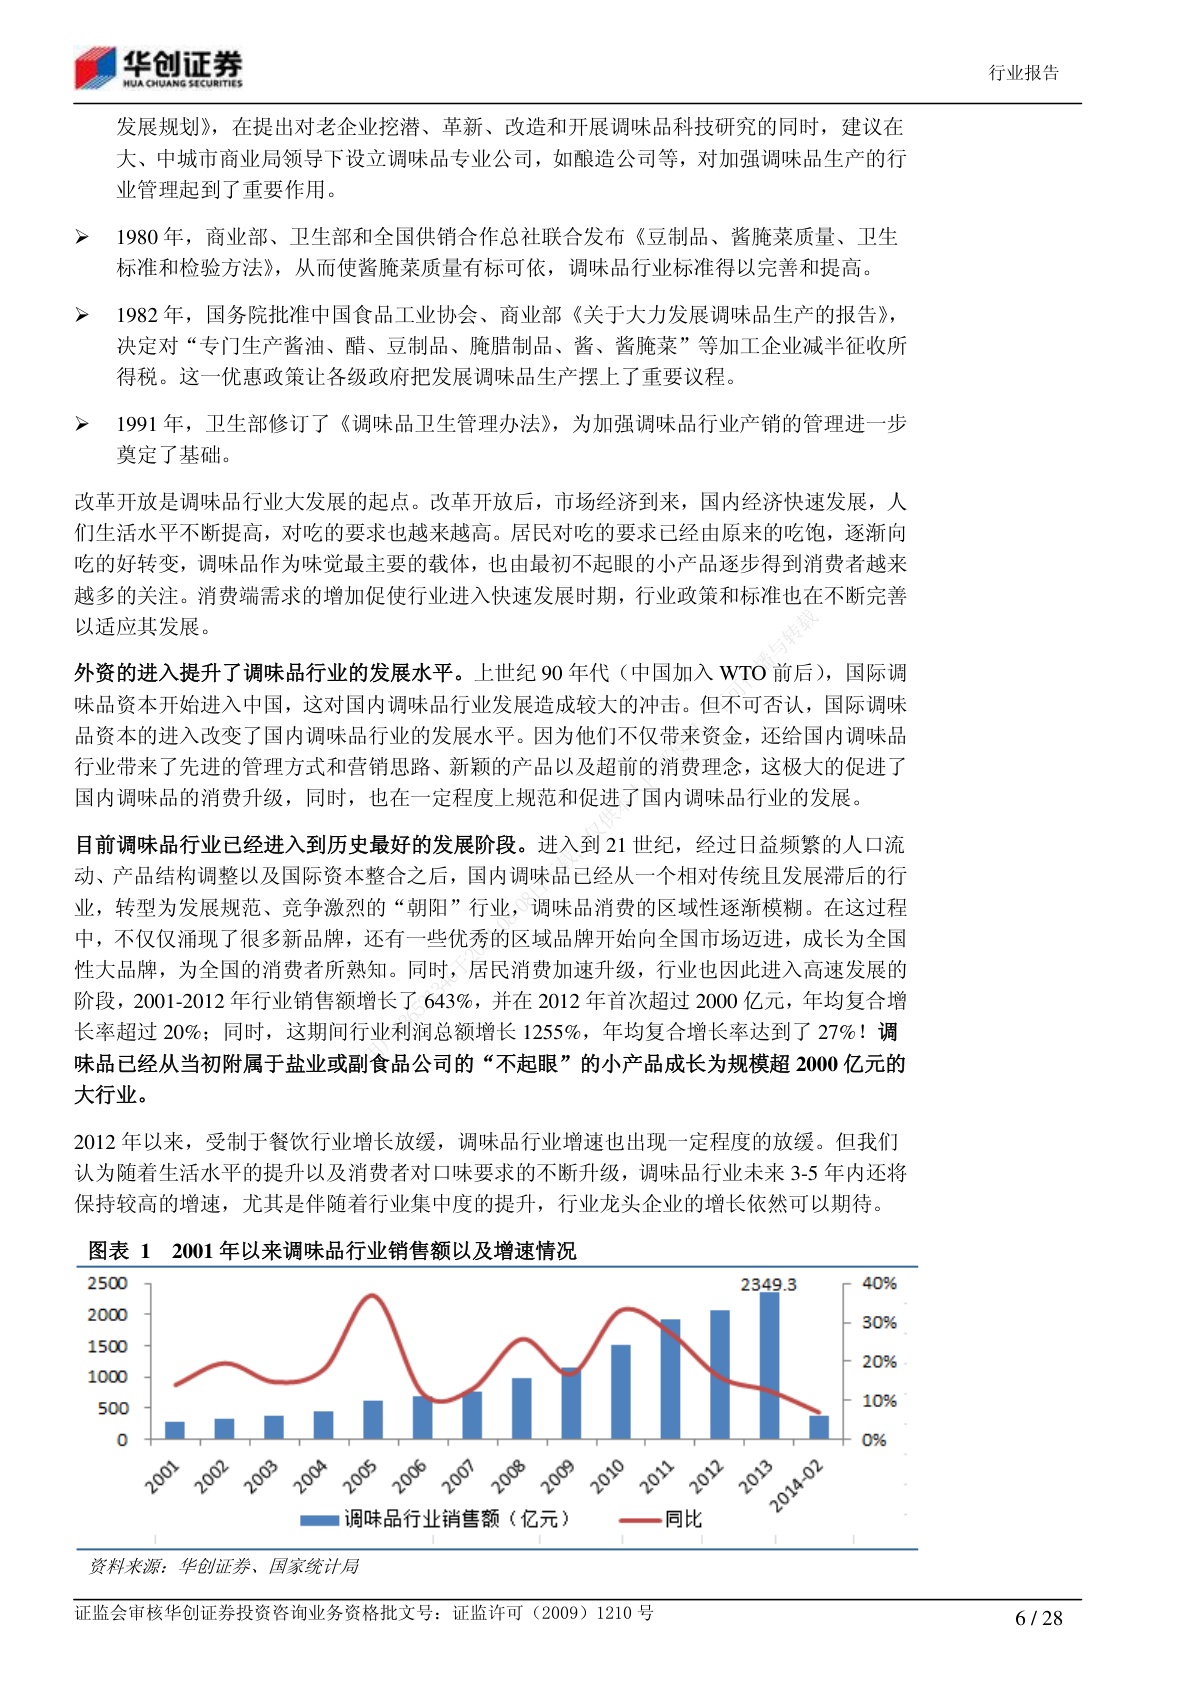 华创证券
HUA CHUANG SECURITIES
行业报告
发展规划》，在提出对老企业挖潜、革新、改造和开展调味品科技研究的同时，建议在
大、中城市商业局领导下设立调味品专业公司，如酿造公司等，对加强调味品生产的行
业管理起到了重要作用。
➢ 1980 年，商业部、卫生部和全国供销合作总社联合发布《豆制品、酱腌菜质量、卫生
标准和检验方法》，从而使酱腌菜质量有标可依，调味品行业标准得以完善和提高。
➢ 1982 年，国务院批准中国食品工业协会、商业部《关于大力发展调味品生产的报告》，
决定对“专门生产酱油、醋、豆制品、腌腊制品、酱、酱腌菜”等加工企业减半征收所
得税。这一优惠政策让各级政府把发展调味品生产摆上了重要议程。
➢ 1991 年，卫生部修订了《调味品卫生管理办法》，为加强调味品行业产销的管理进一步
奠定了基础。
改革开放是调味品行业大发展的起点。改革开放后，市场经济到来，国内经济快速发展，人
们生活水平不断提高，对吃的要求也越来越高。居民对吃的要求已经由原来的吃饱，逐渐向
吃的好转变，调味品作为味觉最主要的载体，也由最初不起眼的小产品逐步得到消费者越来
越多的关注。消费端需求的增加促使行业进入快速发展时期，行业政策和标准也在不断完善
以适应其发展。
外资的进入提升了调味品行业的发展水平。上世纪 90 年代（中国加入 WTO 前后），国际调
味品资本开始进入中国，这对国内调味品行业发展造成较大的冲击。但不可否认，国际调味
品资本的进入改变了国内调味品行业的发展水平。因为他们不仅带来资金，还给国内调味品
行业带来了先进的管理方式和营销思路、新颖的产品以及超前的消费理念，这极大的促进了
国内调味品的消费升级，同时，也在一定程度上规范和促进了国内调味品行业的发展。
目前调味品行业已经进入到历史最好的发展阶段。进入到 21 世纪，经过日益频繁的人口流
动、产品结构调整以及国际资本整合之后，国内调味品已经从一个相对传统且发展滞后的行
业，转型为发展规范、竞争激烈的“朝阳”行业，调味品消费的区域性逐渐模糊。在这过程
中，不仅仅涌现了很多新品牌，还有一些优秀的区域品牌开始向全国市场迈进，成长为全国
性大品牌，为全国的消费者所熟知。同时，居民消费加速升级，行业也因此进入高速发展的
阶段，2001-2012 年行业销售额增长了 643%，并在 2012 年首次超过 2000 亿元，年均复合增
长率超过 20%；同时，这期间行业利润总额增长 1255%，年均复合增长率达到了 27%！调
味品已经从当初附属于盐业或副食品公司的“不起眼”的小产品成长为规模超 2000 亿元的
大行业。
2012 年以来，受制于餐饮行业增长放缓，调味品行业增速也出现一定程度的放缓。但我们
认为随着生活水平的提升以及消费者对口味要求的不断升级，调味品行业未来 3-5 年内还将
保持较高的增速，尤其是伴随着行业集中度的提升，行业龙头企业的增长依然可以期待。
图表 1 2001 年以来调味品行业销售额以及增速情况
2500 2349.3 40%
2000 30%
1500 20%
1000 10%
500 0%
0
2001 2002 2003 2004 2005 2006 2007 2008 2009 2010 2011 2012 2013 2014-02
调味品行业销售额（亿元） 同比
资料来源：华创证券、国家统计局
证监会审核华创证券投资咨询业务资格批文号：证监许可（2009）1210 号
6 / 28